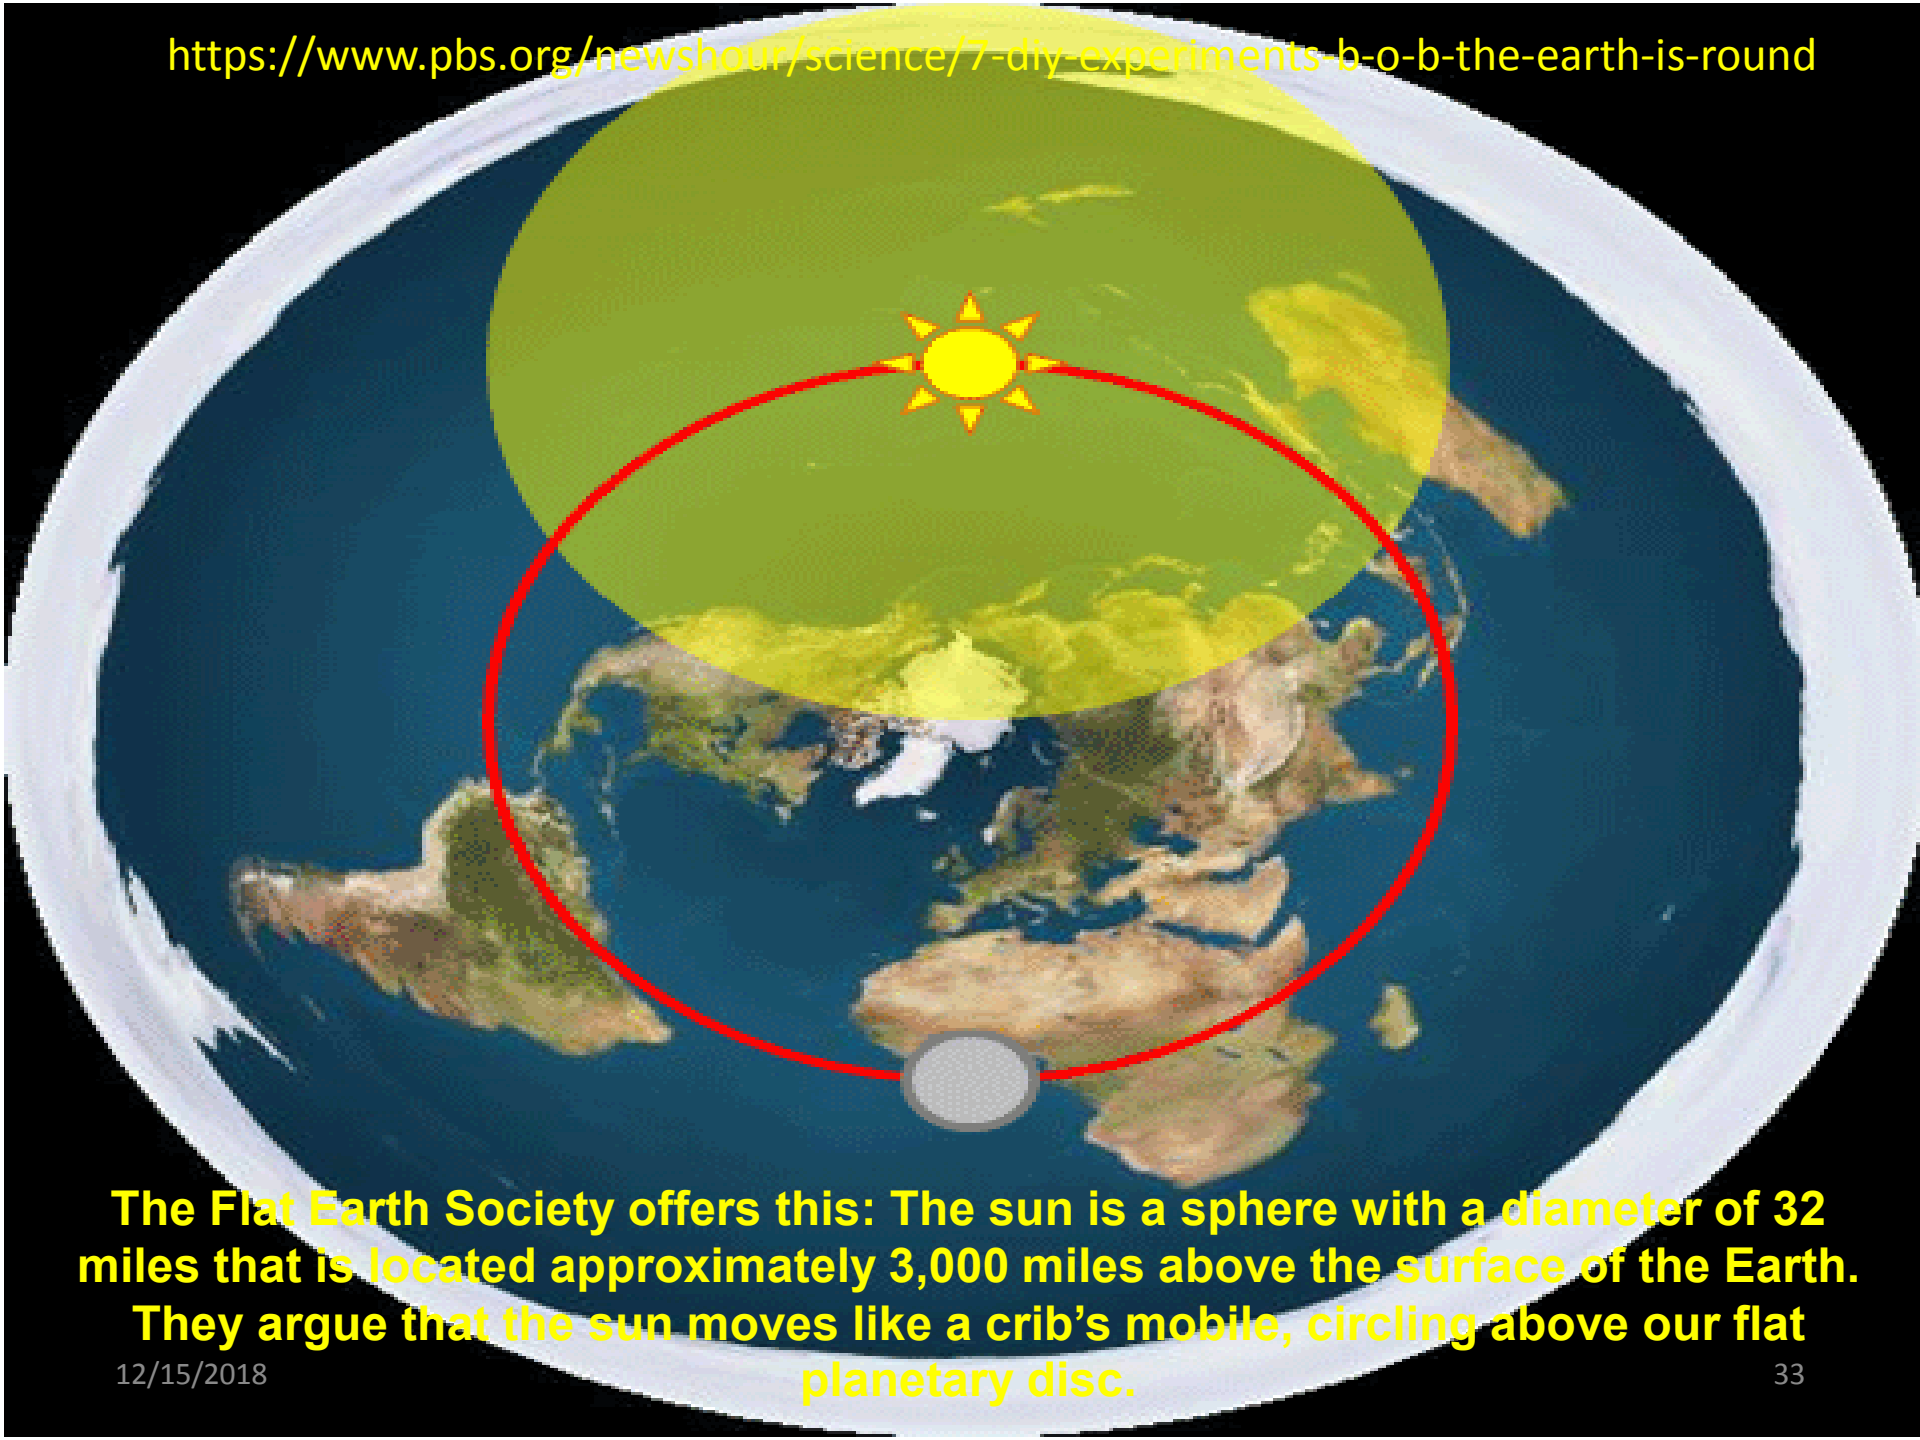 https://www.pbs.org/newshour/science/7-diy-experiments-b-o-b-the-earth-is-round
The Flat Earth Society offers this: The sun is a sphere with a diameter of 32
miles that is located approximately 3,000 miles above the surface of the Earth.
They argue that the sun moves like a crib’s mobile, circling above our flat
planetary disc.
12/15/2018
33